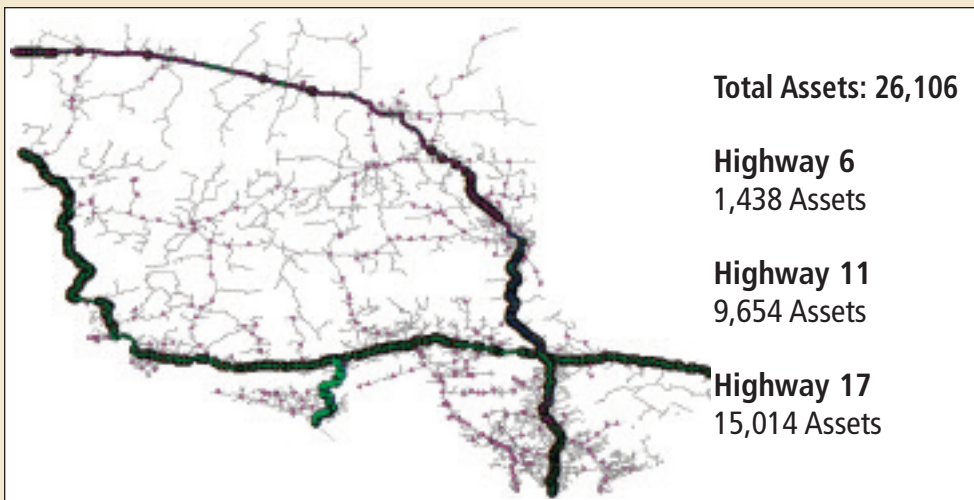 Total Assets: 26,106
Highway 6
1,438 Assets
Highway 11
9,654 Assets
Highway 17
15,014 Assets